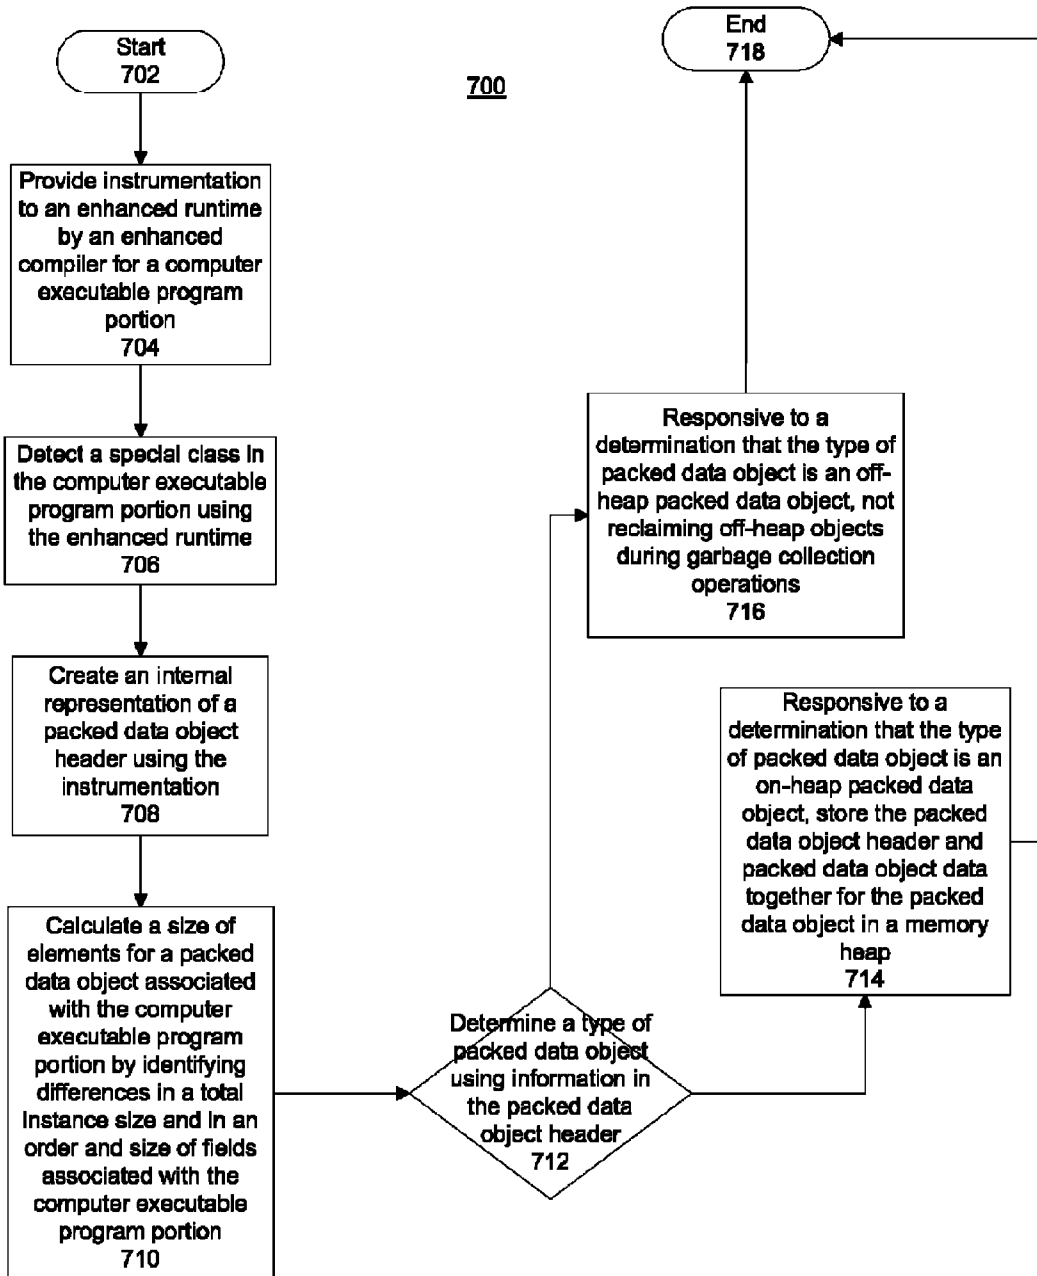 Start
702
700
Provide instrumentation
to an enhanced runtime
by an enhanced
compiler for a computer
executable program
portion
704
Detect a special class in
the computer executable
program portion using
the enhanced runtime
706
Create an internal
representation of a
packed data object
header using the
instrumentation
708
Calculate a size of
elements for a packed
data object associated
with the computer
executable program
portion by identifying
differences in a total
instance size and in an
order and size of fields
associated with the
computer executable
program portion
710
Determine a type of
packed data object
using information in
the packed data
object header
712
Responsive to a
determination that the type
of packed data object is an
on-heap packed data
object, store the packed
data object header and
packed data object data
together for the packed
data object in a memory
heap
714
Responsive to a
determination that the type of
packed data object is an off-
heap packed data object, not
reclaiming off-heap objects
during garbage collection
operations
716
End
718